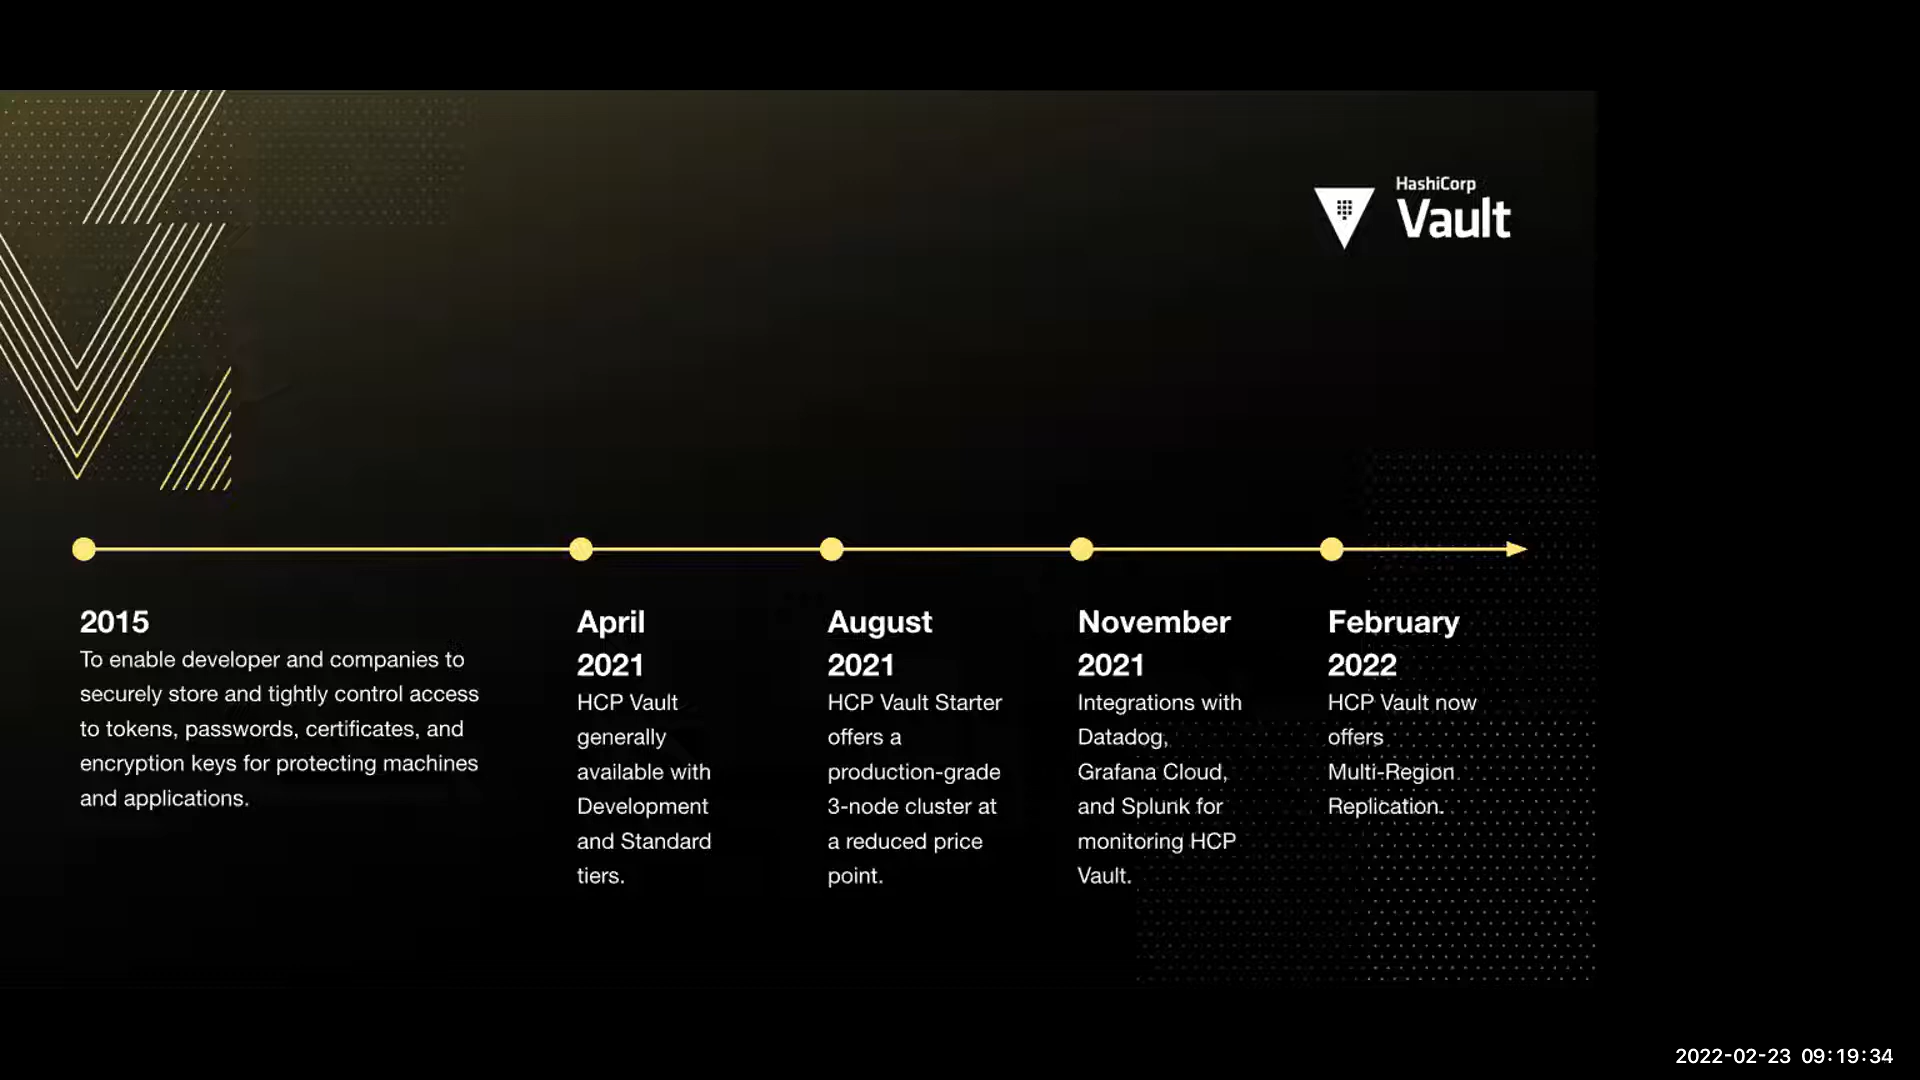 HashiCorp
Vault
2015
To enable developer and companies to
securely store and tightly control access
to tokens, passwords, certificates, and
encryption keys for protecting machines
and applications.
April
2021
HCP Vault
generally
available with
Development
and Standard
tiers.
August
2021
HCP Vault Starter
offers a
production-grade
3-node cluster at
a reduced price
point.
November
2021
Integrations with
Datadog,
Grafana Cloud,
and Splunk for
monitoring HCP
Vault.
February
2022
HCP Vault now
offers
Multi-Region
Replication.
2022-02-23 09:19:34